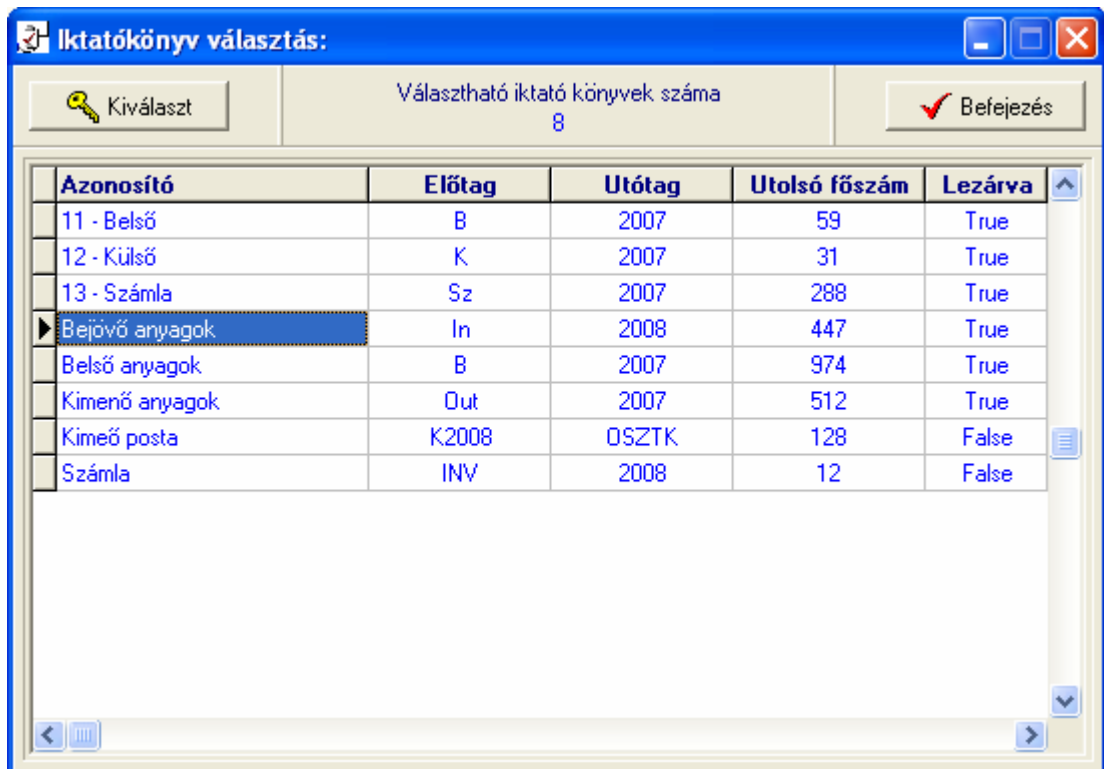 Iktatókönyv választás:
Kiválaszt
Választható iktató könyvek száma
8
Befejezés
Azonosító Előtag Utótag Utolsó főszám Lezárva
11 - Belső B 2007 59 True
12 - Külső K 2007 31 True
13 - Számla Sz 2007 288 True
Bejövő anyagok In 2008 447 True
Belső anyagok B 2007 974 True
Kimenő anyagok Out 2007 512 True
Kimeő posta K2008 OSZTK 128 False
Számla INV 2008 12 False